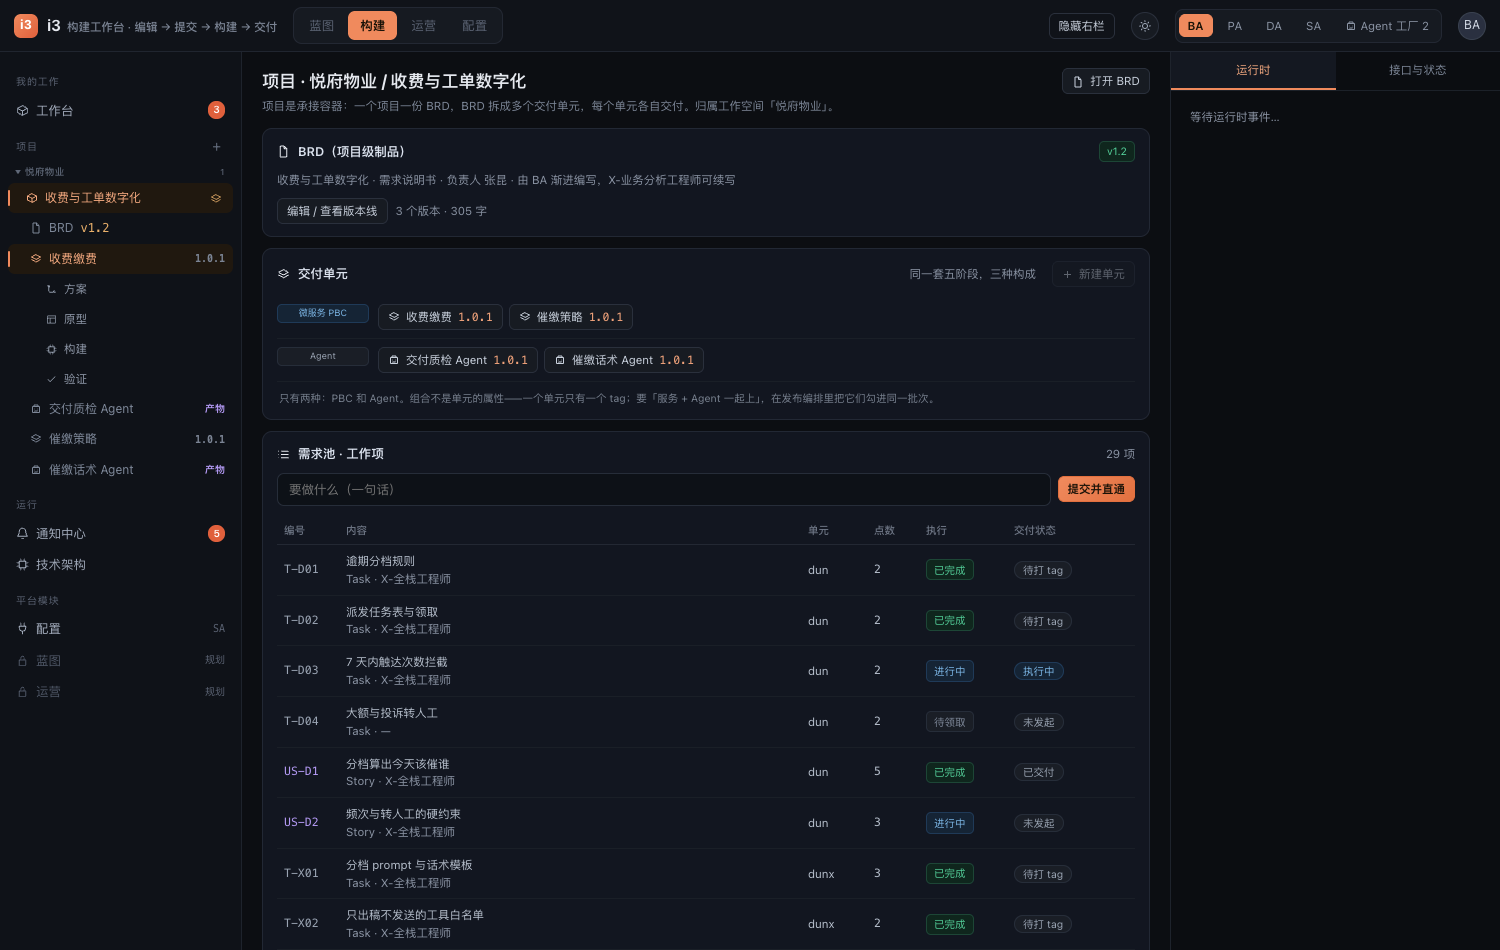 i3 i3 构建工作台 · 编辑 → 提交 → 构建 → 交付 蓝图 构建 运营 配置 隐藏右栏 BA PA DA SA Agent 工厂 2 BA
我的工作
工作台 3
项目 +
悦府物业 1
收费与工单数字化
BRD v1.2
收费缴费 1.0.1
方案
原型
构建
验证
交付质检 Agent 产物
催缴策略 1.0.1
催缴话术 Agent 产物
运行
通知中心 5
技术架构
平台模块
配置 SA
蓝图 规划
运营 规划
项目 · 悦府物业 / 收费与工单数字化 打开 BRD
项目是承接容器：一个项目一份 BRD，BRD 拆成多个交付单元，每个单元各自交付。归属工作空间「悦府物业」。
BRD（项目级制品） v1.2
收费与工单数字化 · 需求说明书 · 负责人 张昆 · 由 BA 渐进编写，X-业务分析工程师可续写
编辑 / 查看版本线 3 个版本 · 305 字
交付单元 同一套五阶段，三种构成 + 新建单元
微服务 PBC 收费缴费 1.0.1 催缴策略 1.0.1
Agent 交付质检 Agent 1.0.1 催缴话术 Agent 1.0.1
只有两种：PBC 和 Agent。组合不是单元的属性——一个单元只有一个 tag；要「服务 + Agent 一起上」，在发布编排里把它们勾进同一批次。
需求池 · 工作项 29 项
要做什么（一句话） 提交并直通
编号 内容 单元 点数 执行 交付状态
T-D01 逾期分档规则 dun 2 已完成 待打 tag
Task · X-全栈工程师
T-D02 派发任务表与领取 dun 2 已完成 待打 tag
Task · X-全栈工程师
T-D03 7 天内触达次数拦截 dun 2 进行中 执行中
Task · X-全栈工程师
T-D04 大额与投诉转人工 dun 2 待领取 未发起
Task · —
US-D1 分档算出今天该催谁 dun 5 已完成 已交付
Story · X-全栈工程师
US-D2 频次与转人工的硬约束 dun 3 进行中 未发起
Story · X-全栈工程师
T-X01 分档 prompt 与话术模板 dunx 3 已完成 待打 tag
Task · X-全栈工程师
T-X02 只出稿不发送的工具白名单 dunx 2 已完成 待打 tag
Task · X-全栈工程师
运行时 接口与状态
等待运行时事件…